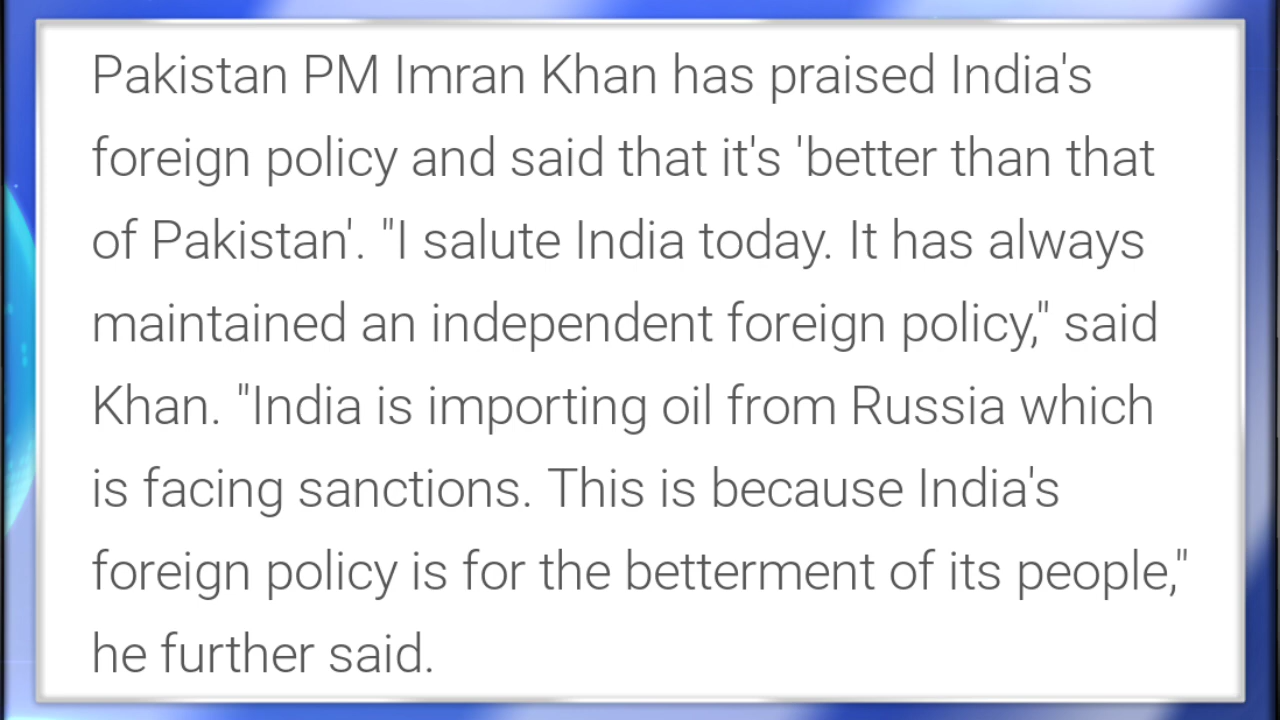 Pakistan PM Imran Khan has praised India's
foreign policy and said that it's 'better than that
of Pakistan'. "I salute India today. It has always
maintained an independent foreign policy," said
Khan. "India is importing oil from Russia which
is facing sanctions. This is because India's
foreign policy is for the betterment of its people,"
he further said.